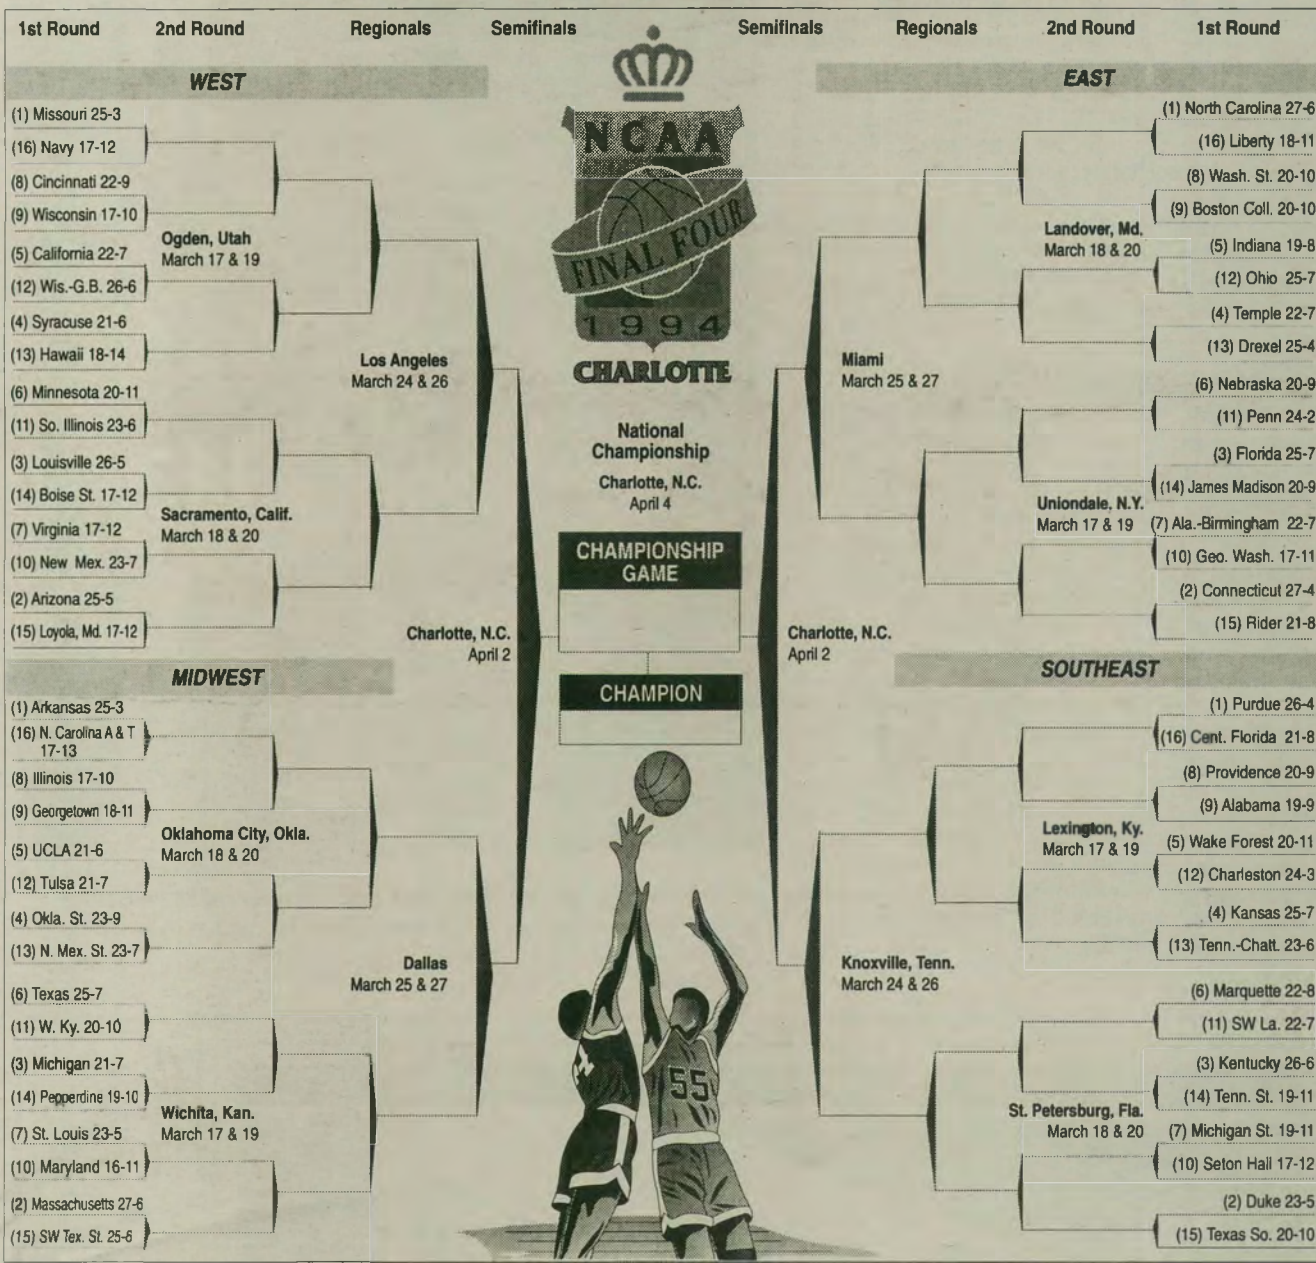 1st Round 2nd Round Regionals Semifinals Semifinals Regionals 2nd Round 1st Round
WEST
(1) Missouri 25-3
(16) Navy 17-12
(8) Cincinnati 22-9
(9) Wisconsin 17-10
Ogden, Utah
March 17 & 19
(5) California 22-7
(12) Wis.-G.B. 26-6
(4) Syracuse 21-6
(13) Hawaii 18-14
Los Angeles
March 24 & 26
(6) Minnesota 20-11
(11) So. Illinois 23-6
(3) Louisville 26-5
(14) Boise St. 17-12
Sacramento, Calif.
March 18 & 20
(7) Virginia 17-12
(10) New Mex. 23-7
(2) Arizona 25-5
(15) Loyola, Md. 17-12
Charlotte, N.C.
April 2
MIDWEST
(1) Arkansas 25-3
(16) N. Carolina A & T
17-13
(8) Illinois 17-10
(9) Georgetown 18-11
Oklahoma City, Okla.
March 18 & 20
(5) UCLA 21-6
(12) Tulsa 21-7
(4) Okla. St. 23-9
(13) N. Mex. St. 23-7
Dallas
March 25 & 27
(6) Texas 25-7
(11) W. Ky. 20-10
(3) Michigan 21-7
(14) Pepperdine 19-10
Wichita, Kan.
March 17 & 19
(7) St. Louis 23-5
(10) Maryland 16-11
(2) Massachusetts 27-6
(15) SW Tex. St. 25-6
NCAA
FINAL FOUR
1994
CHARLOTTE
National
Championship
Charlotte, N.C.
April 4
CHAMPIONSHIP
GAME
CHAMPION
4
55
EAST
(1) North Carolina 27-6
(16) Liberty 18-11
(8) Wash. St. 20-10
(9) Boston Coll. 20-10
Landover, Md.
March 18 & 20
(5) Indiana 19-8
(12) Ohio 25-7
(4) Temple 22-7
(13) Drexel 25-4
Miami
March 25 & 27
(6) Nebraska 20-9
(11) Penn 24-2
(3) Florida 25-7
(14) James Madison 20-9
Uniondale, N.Y.
March 17 & 19
(7) Ala.-Birmingham 22-7
(10) Geo. Wash. 17-11
(2) Connecticut 27-4
(15) Rider 21-8
Charlotte, N.C.
April 2
SOUTHEAST
(1) Purdue 26-4
(16) Cent. Florida 21-8
(8) Providence 20-9
(9) Alabama 19-9
Lexington, Ky.
March 17 & 19
(5) Wake Forest 20-11
(12) Charleston 24-3
(4) Kansas 25-7
(13) Tenn.-Chatt. 23-6
Knoxville, Tenn.
March 24 & 26
(6) Marquette 22-8
(11) SW La. 22-7
(3) Kentucky 26-6
(14) Tenn. St. 19-11
St. Petersburg, Fla.
March 18 & 20
(7) Michigan St. 19-11
(10) Seton Hall 17-12
(2) Duke 23-5
(15) Texas So. 20-10